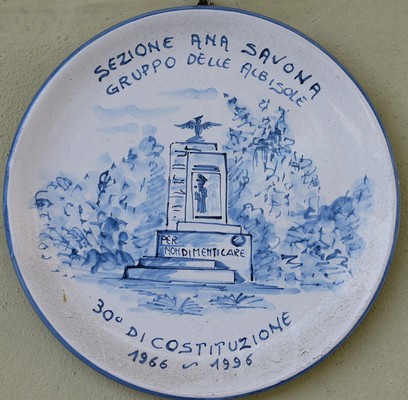 SEZIONE ANA SAVONA
GRUPPO DELLE ALBISOLE
PER
NON DIMENTICARE
30º DI COSTITUZIONE
1966 ~ 1996